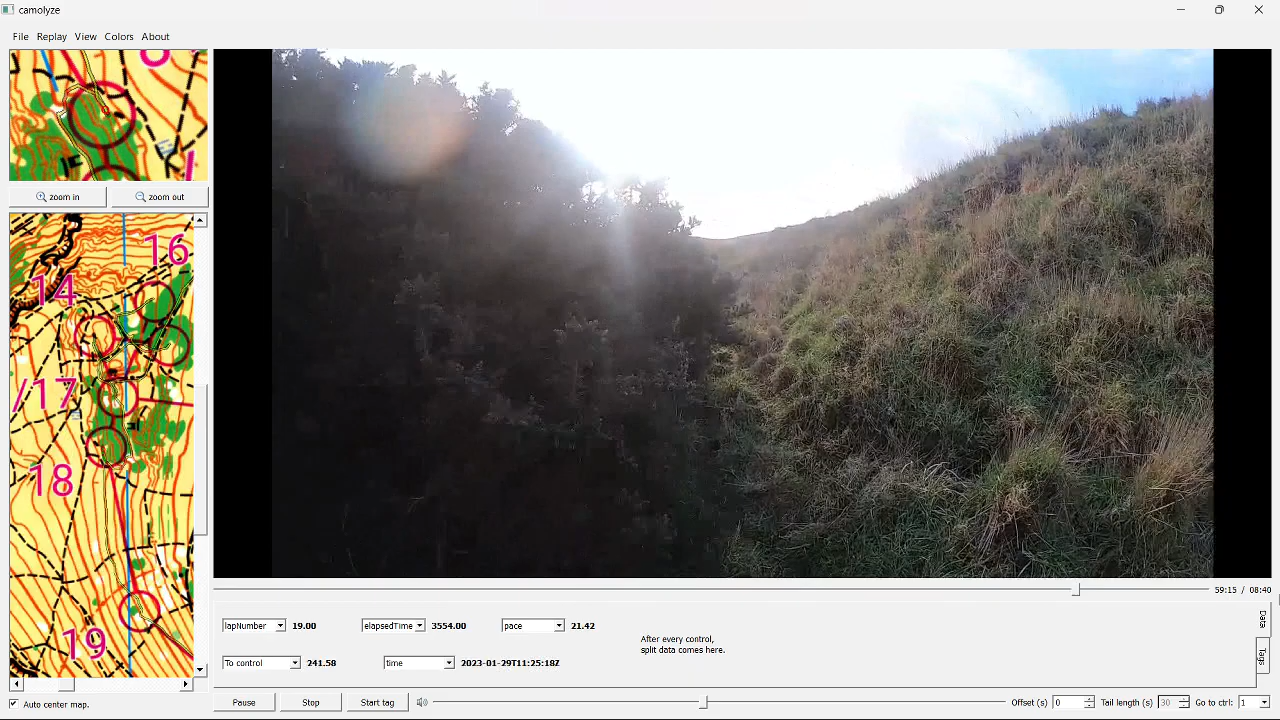 camolyze
File Replay View Colors About
zoom in zoom out
16
14
/17
18
19
59:15 / 08:40
lapNumber 19.00 elapsedTime 3554.00 pace 21.42
After every control,
split data comes here.
To control 241.58 time 2023-01-29T11:25:18Z
Data
Tags
Auto center map.
Pause Stop Start tag Offset (s) 0 Tail length (s) 30 Go to ctrl: 1